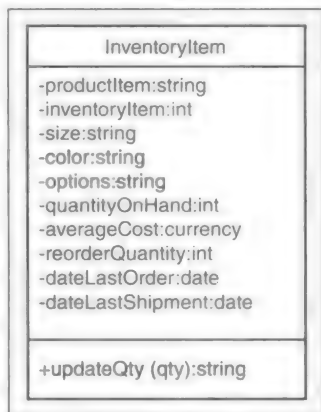 InventoryItem
-productItem:string
-inventoryItem:int
-size:string
-color:string
-options:string
-quantityOnHand:int
-averageCost:currency
-reorderQuantity:int
-dateLastOrder:date
-dateLastShipment:date
+updateQty (qty):string